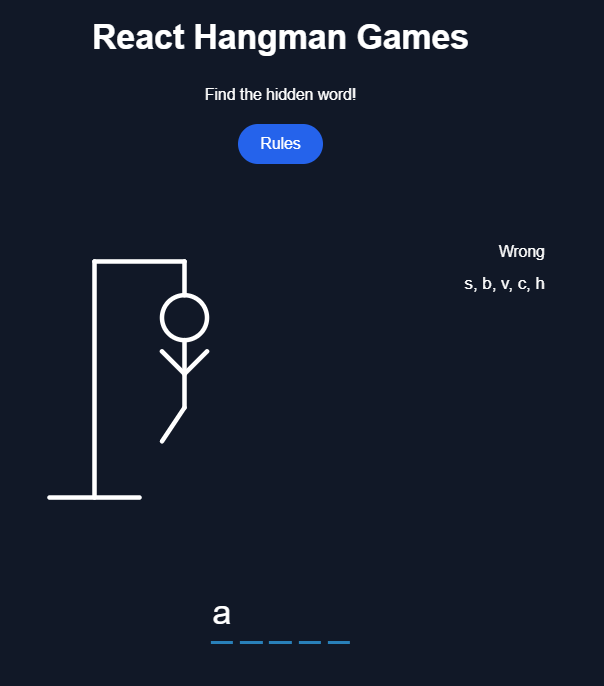 React Hangman Games
Find the hidden word!
Rules
Wrong
s, b, v, c, h
a